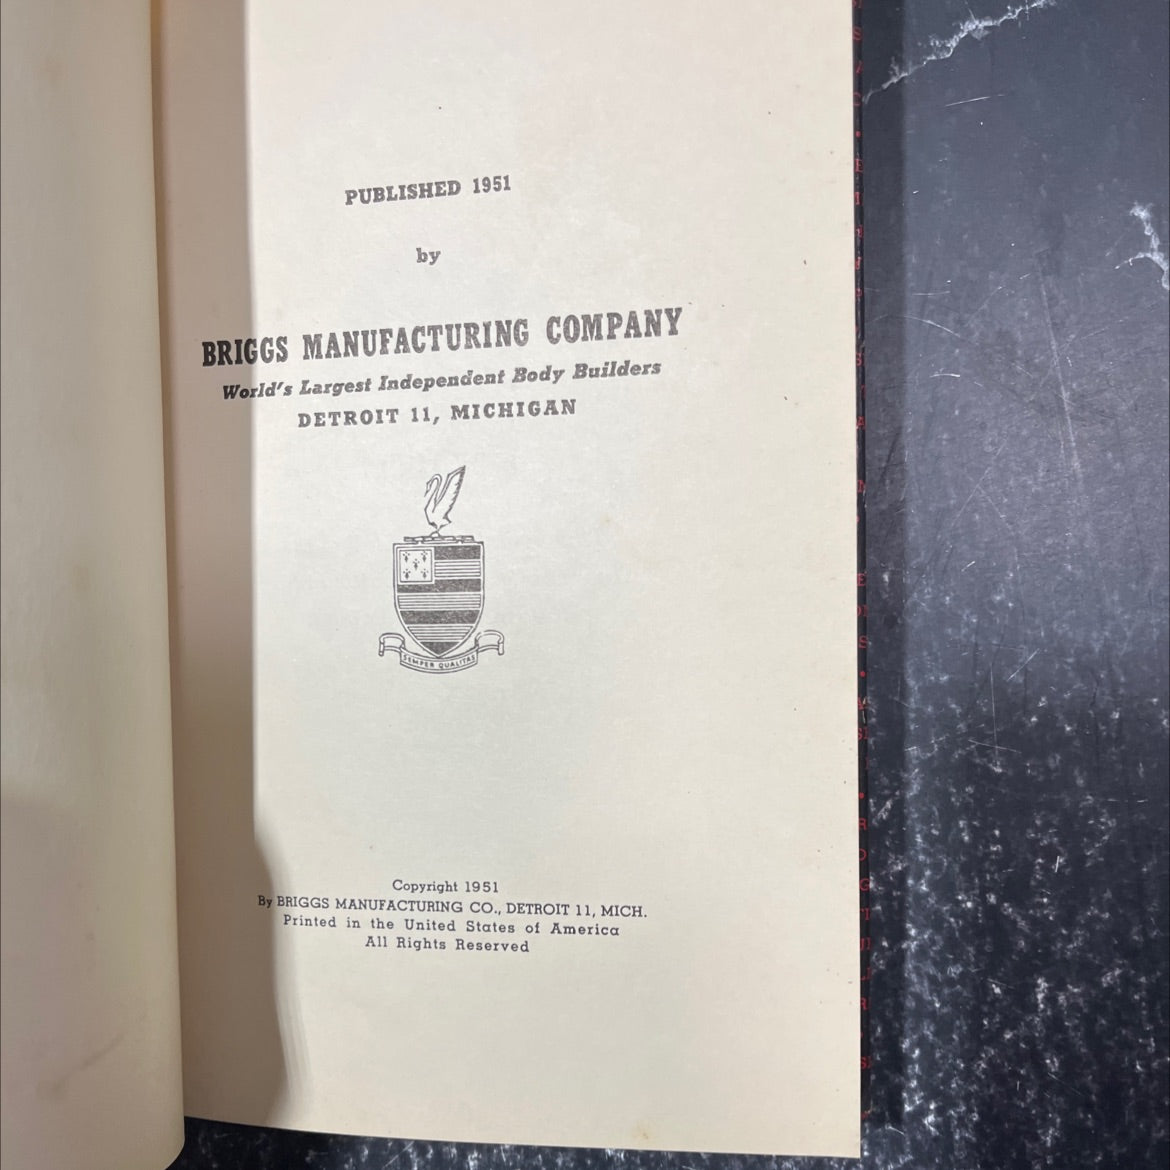 PUBLISHED 1951
by
BRIGGS MANUFACTURING COMPANY
World's Largest Independent Body Builders
DETROIT 11, MICHIGAN
SEMPER QUALITAS
Copyright 1951
By BRIGGS MANUFACTURING CO., DETROIT 11, MICH.
Printed in the United States of America
All Rights Reserved